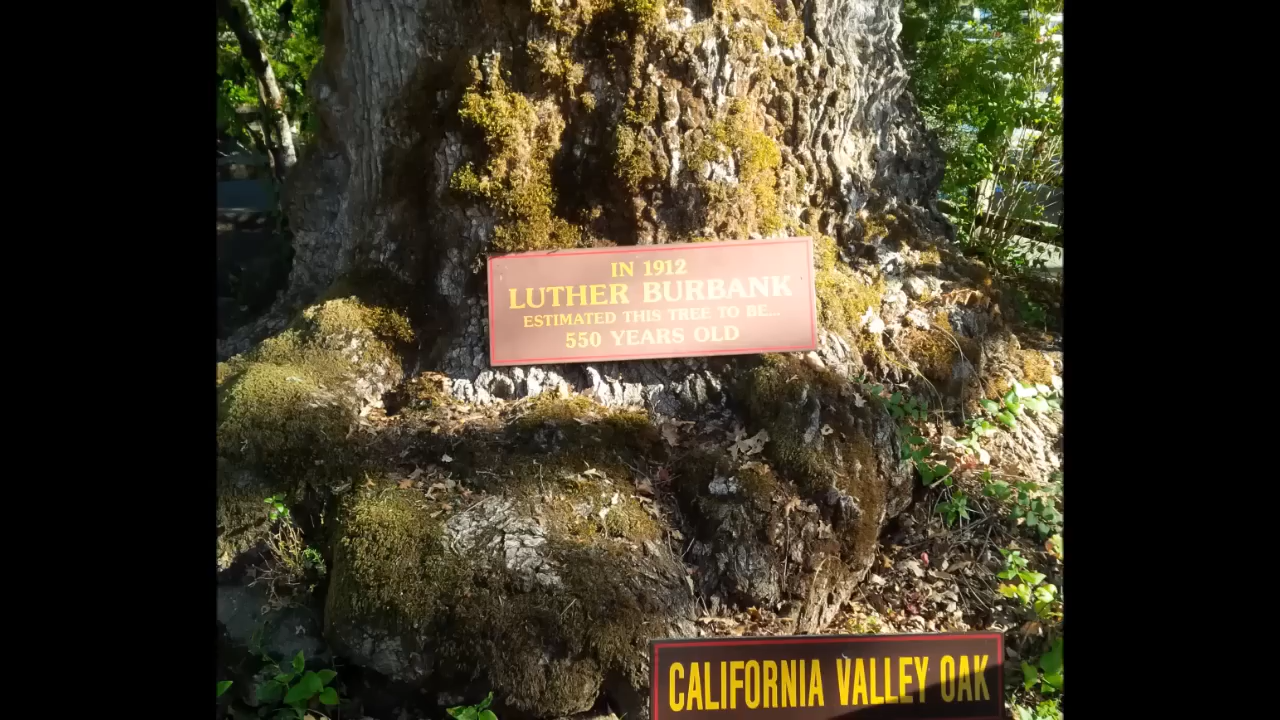 IN 1912
LUTHER BURBANK
ESTIMATED THIS TREE TO BE...
550 YEARS OLD
CALIFORNIA VALLEY OAK